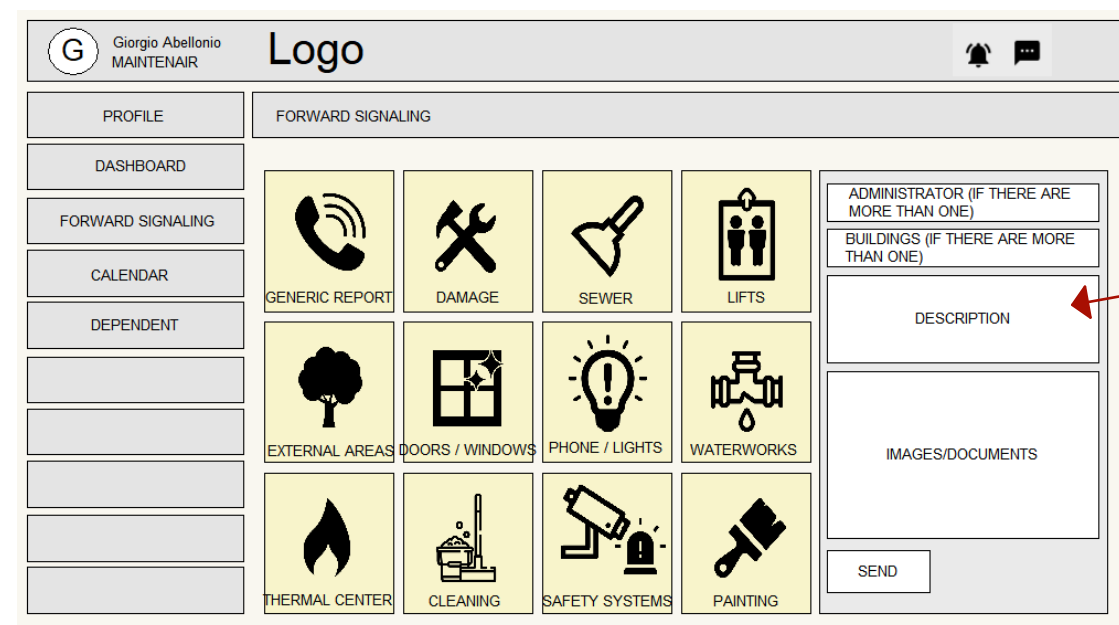 G
Giorgio Abellonio
MAINTENAIR
Logo
PROFILE
DASHBOARD
FORWARD SIGNALING
CALENDAR
DEPENDENT
FORWARD SIGNALING
GENERIC REPORT
DAMAGE
SEWER
LIFTS
EXTERNAL AREAS
DOORS / WINDOWS
PHONE / LIGHTS
WATERWORKS
THERMAL CENTER
CLEANING
SAFETY SYSTEMS
PAINTING
ADMINISTRATOR (IF THERE ARE
MORE THAN ONE)
BUILDINGS (IF THERE ARE MORE
THAN ONE)
DESCRIPTION
IMAGES/DOCUMENTS
SEND